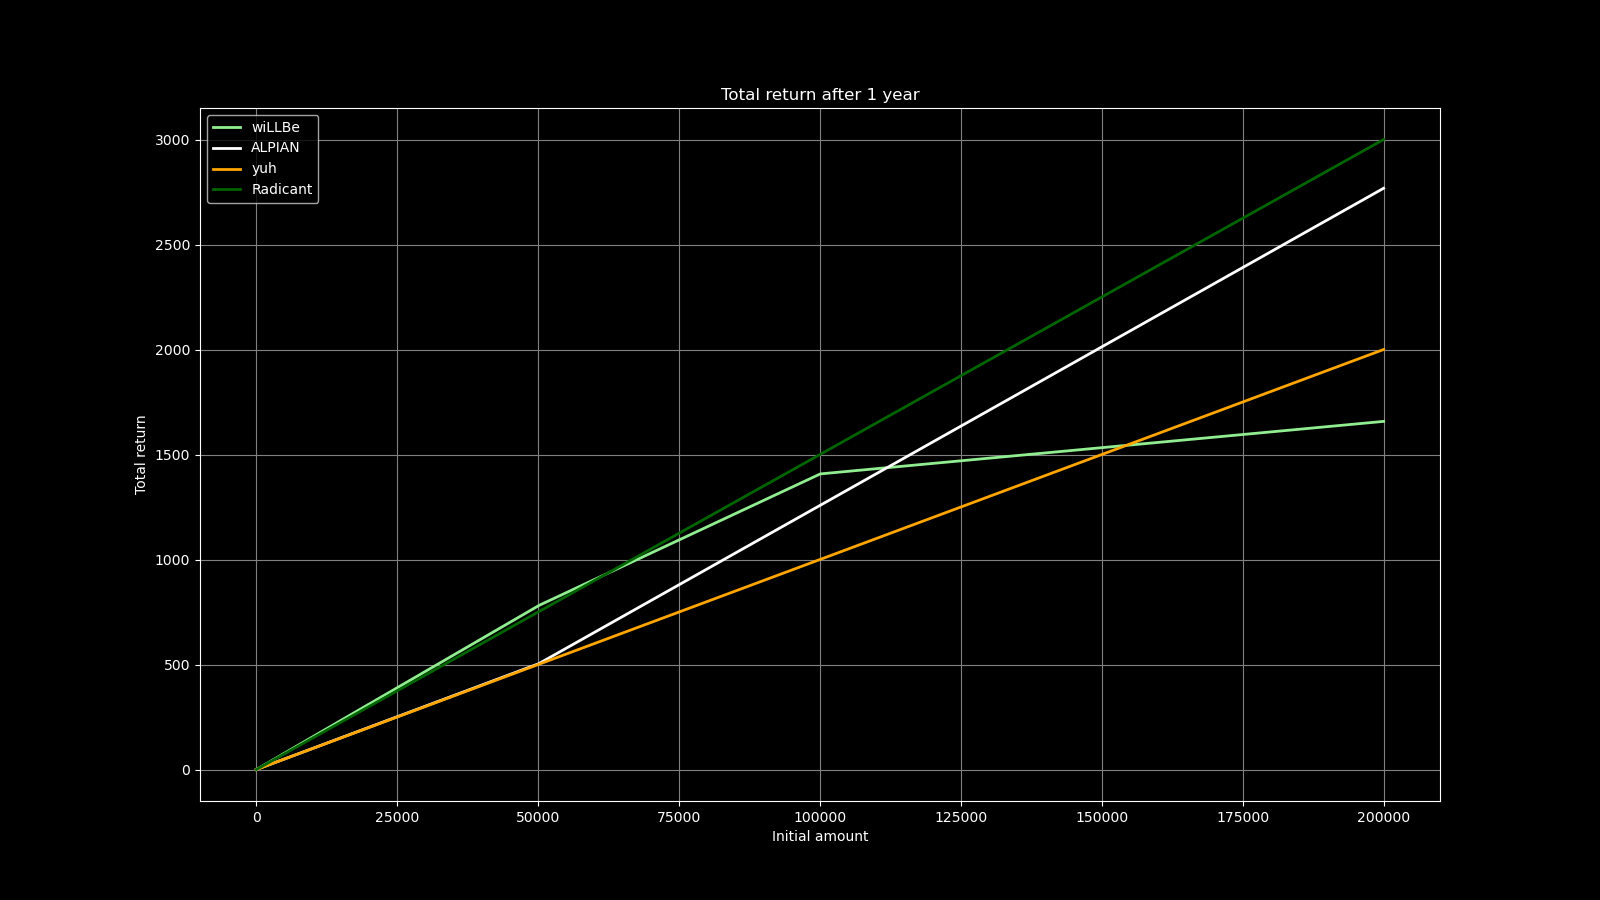 Total return after 1 year
wiLLBe
ALPIAN
yuh
Radicant
Total return
3000
2500
2000
1500
1000
500
0
0 25000 50000 75000 100000 125000 150000 175000 200000
Initial amount